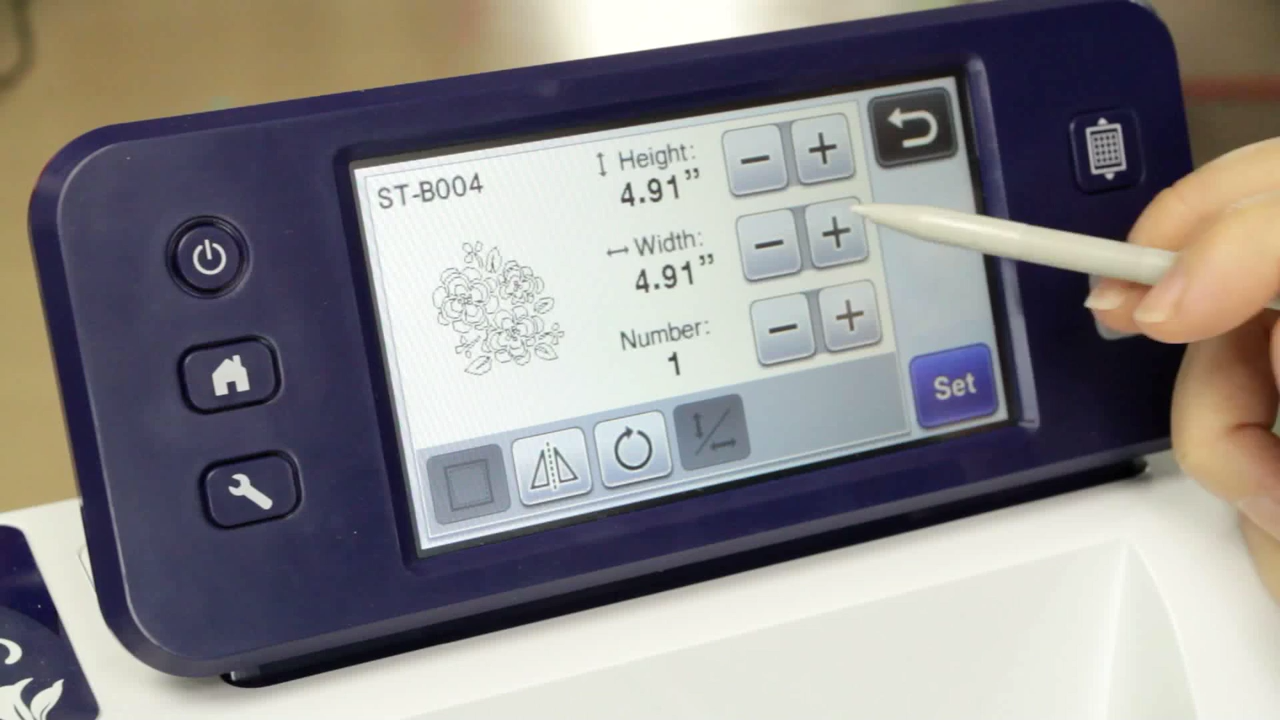 ST-B004
Height:
4.91”
Width:
4.91”
Number:
1
Set